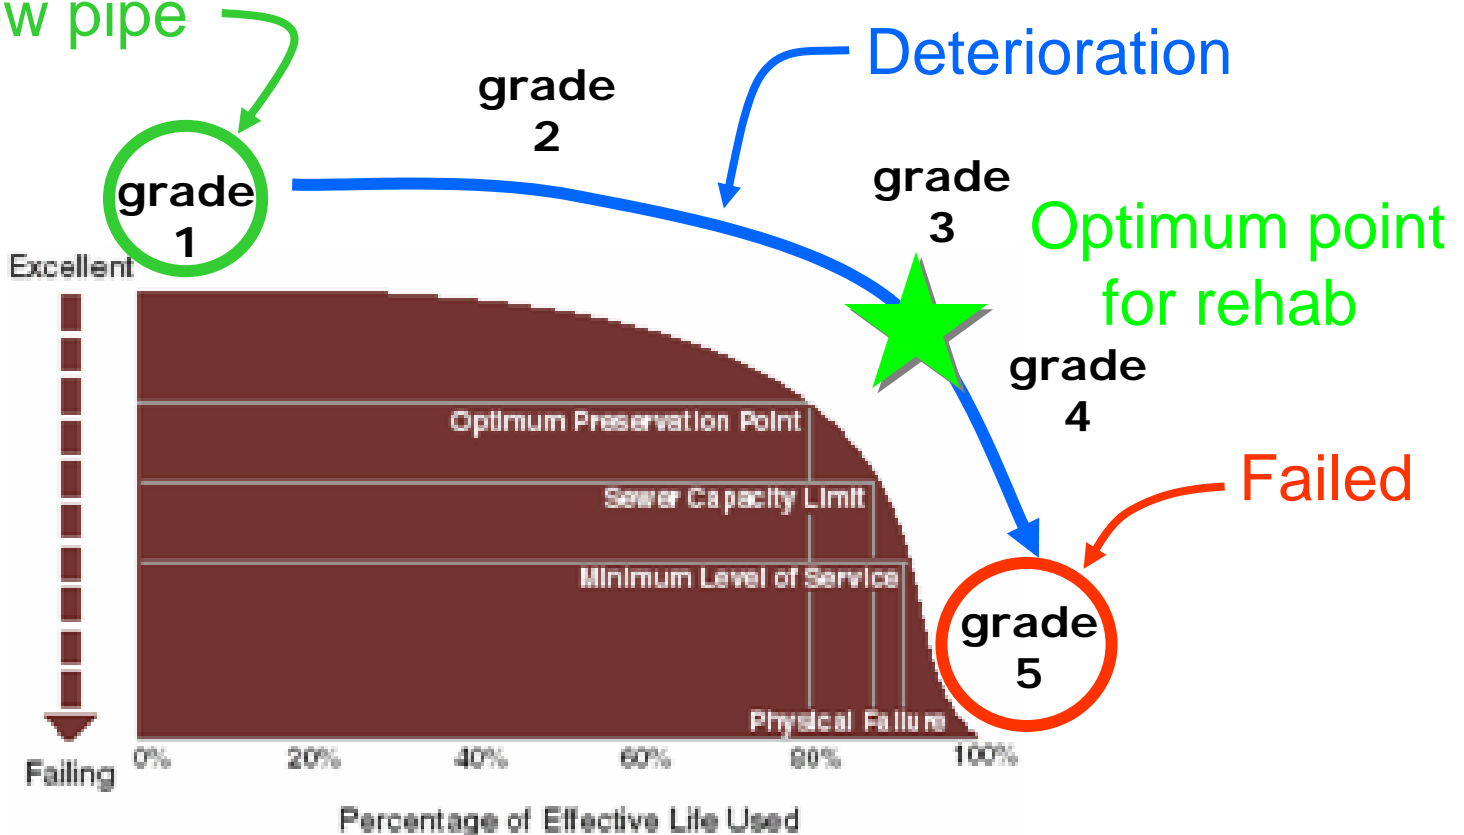 w pipe
Deterioration
grade
2
grade
1
grade
3
Optimum point
for rehab
Excellent
grade
4
Optimum Preservation Point
Failed
Sewer Capacity Limit
Minimum Level of Service
grade
5
Physical Failure
Failing
0%
20%
40%
60%
80%
100%
Percentage of Effective Life Used